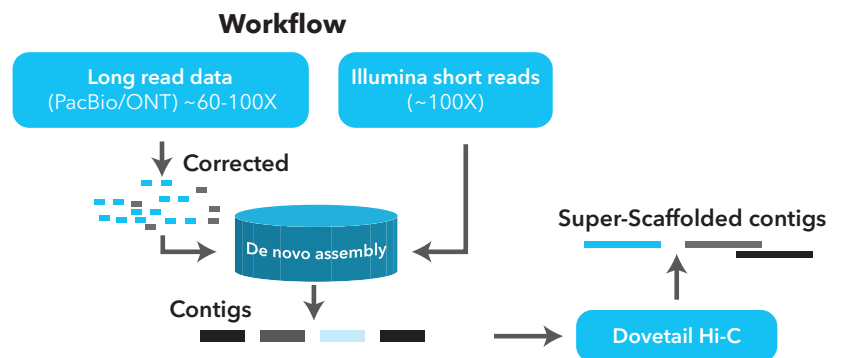 Workflow
Long read data
(PacBio/ONT) ~60-100X
Illumina short reads
(~100X)
Corrected
De novo assembly
Super-Scaffolded contigs
Contigs
Dovetail Hi-C